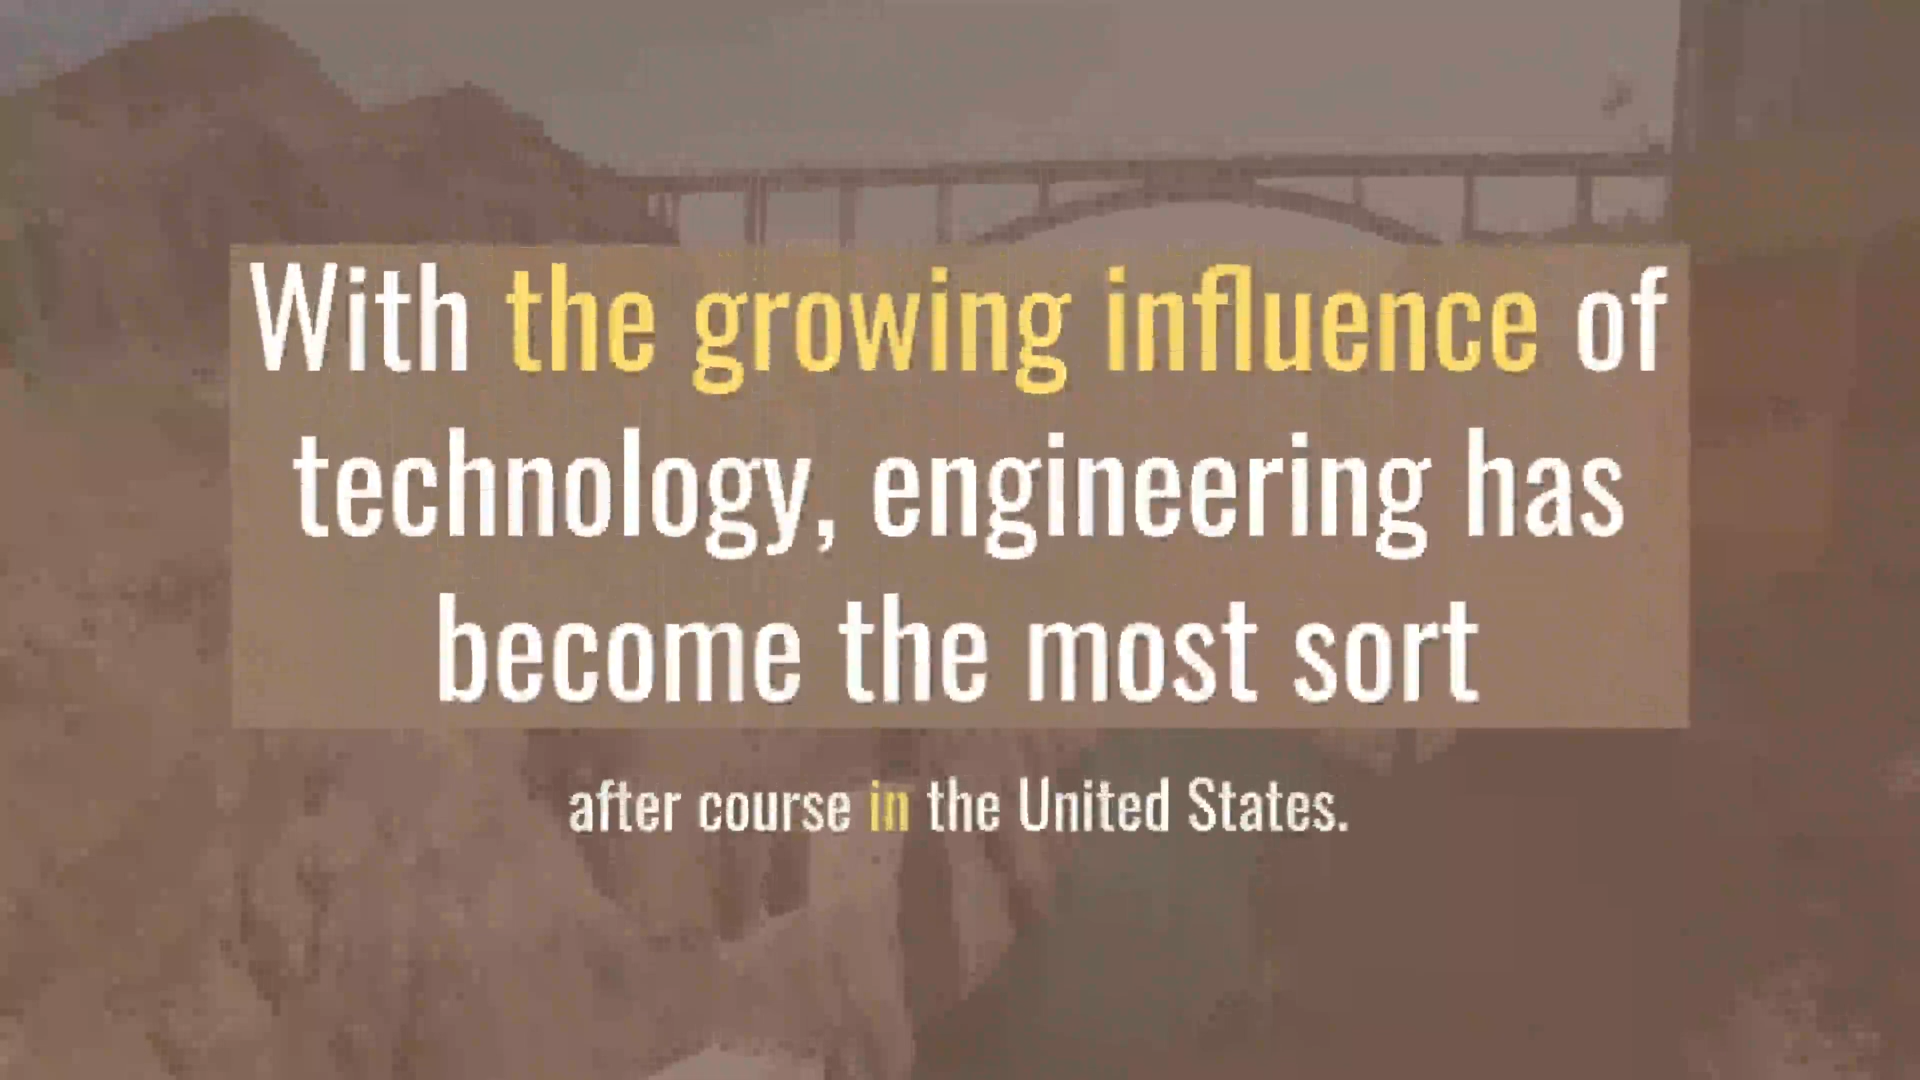 With the growing influence of
technology, engineering has
become the most sort
after course in the United States.